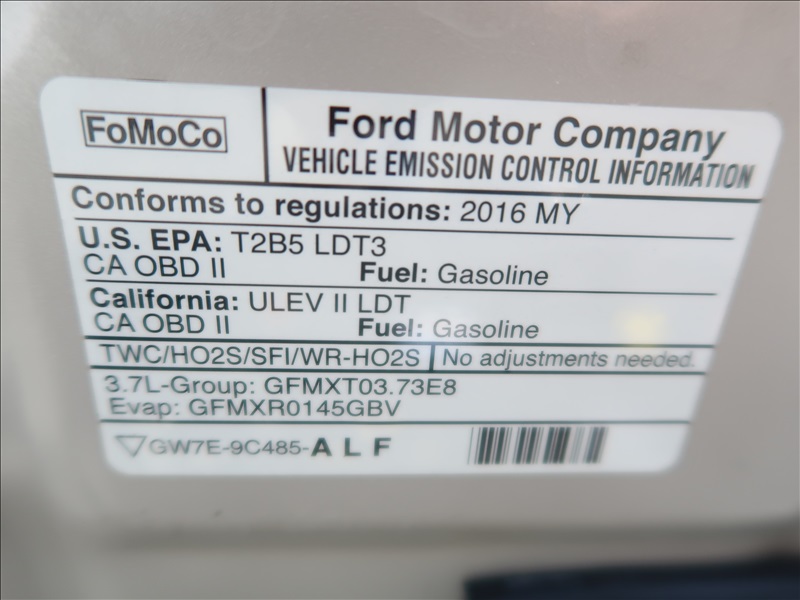 FoMoCo
Ford Motor Company
VEHICLE EMISSION CONTROL INFORMATION
Conforms to regulations: 2016 MY
U.S. EPA: T2B5 LDT3
CA OBD II Fuel: Gasoline
California: ULEV II LDT
CA OBD II Fuel: Gasoline
TWC/HO2S/SFI/WR-HO2S No adjustments needed.
3.7L-Group: GFMXT03.73E8
Evap: GFMXR0145GBV
GW7E-9C485-ALF